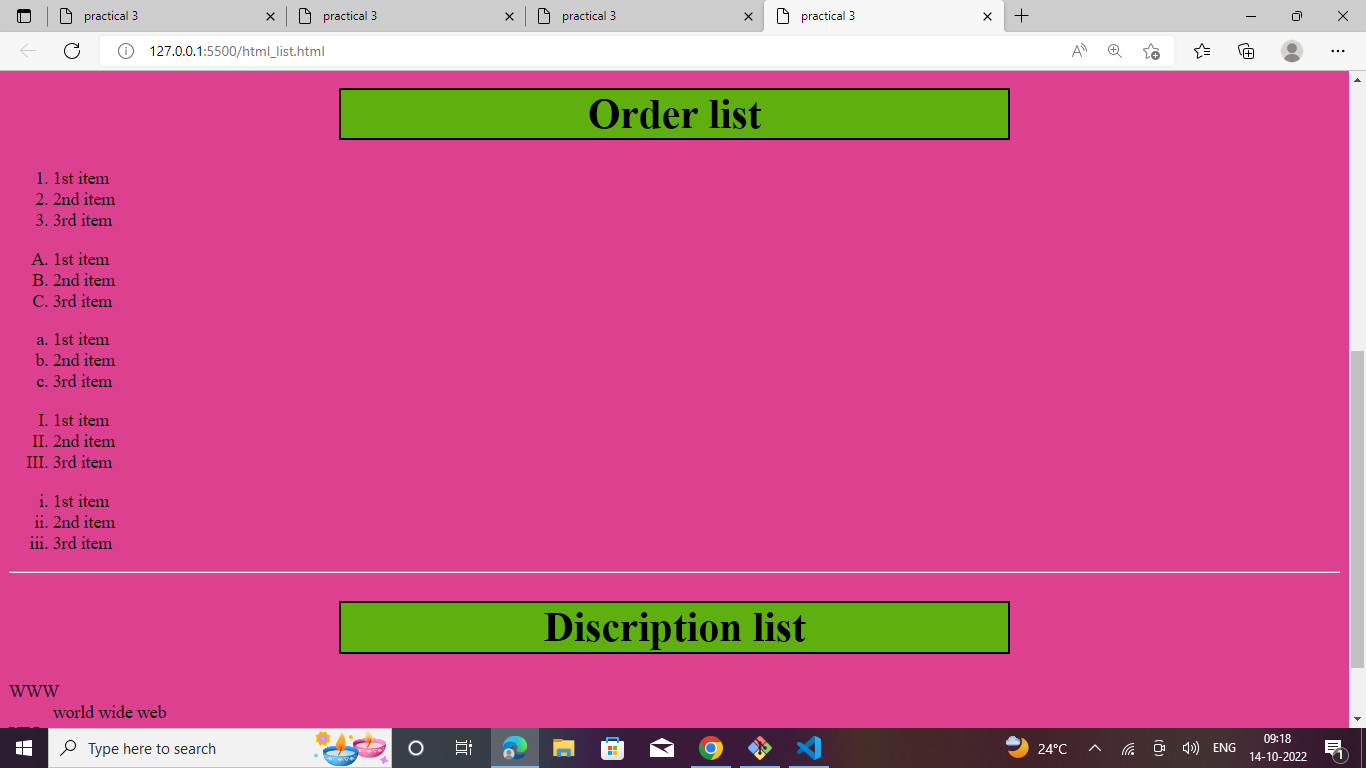 practical 3
practical 3
practical 3
practical 3
127.0.0.1:5500/html_list.html
Order list
1. 1st item
2. 2nd item
3. 3rd item
A. 1st item
B. 2nd item
C. 3rd item
a. 1st item
b. 2nd item
c. 3rd item
I. 1st item
II. 2nd item
III. 3rd item
i. 1st item
ii. 2nd item
iii. 3rd item
Discription list
WWW
world wide web
Type here to search
24°C
ENG
09:18
14-10-2022
1